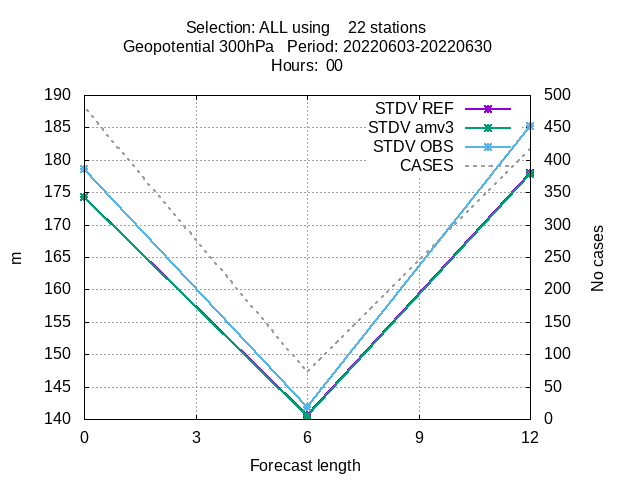 Selection: ALL using    22 stations
Geopotential 300hPa   Period: 20220603-20220630
Hours:  00
190
185
180
175
170
165
160
155
150
145
140
m
STDV REF
STDV amv3
STDV OBS
CASES
500
450
400
350
300
250
200
150
100
50
0
No cases
0 3 6 9 12
Forecast length